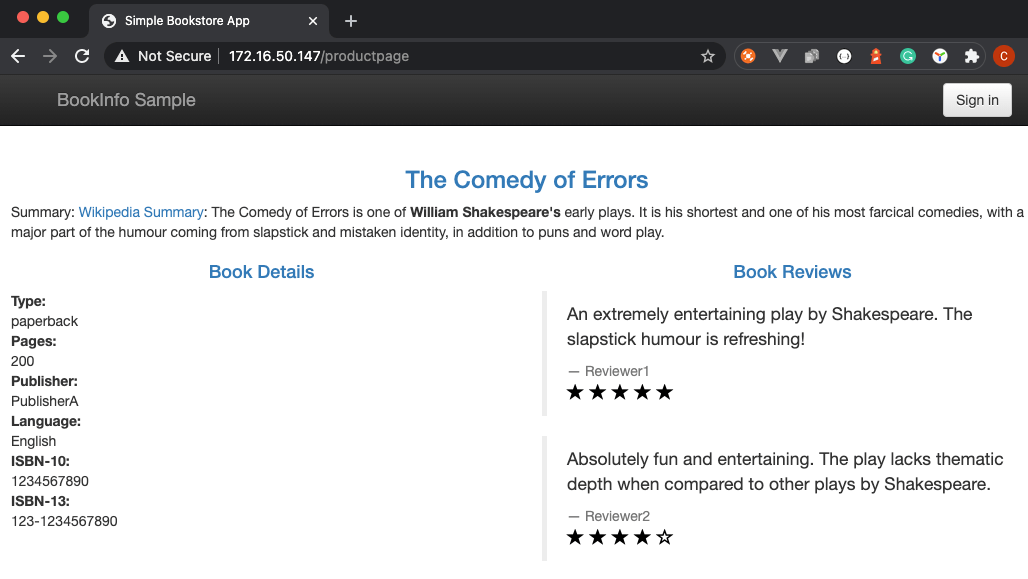 Simple Bookstore App
Not Secure
172.16.50.147/productpage
C
BookInfo Sample
Sign in
The Comedy of Errors
Summary: Wikipedia Summary: The Comedy of Errors is one of William Shakespeare's early plays. It is his shortest and one of his most farcical comedies, with a
major part of the humour coming from slapstick and mistaken identity, in addition to puns and word play.
Book Details
Type:
paperback
Pages:
200
Publisher:
PublisherA
Language:
English
ISBN-10:
1234567890
ISBN-13:
123-1234567890
Book Reviews
An extremely entertaining play by Shakespeare. The
slapstick humour is refreshing!
— Reviewer1
★★★★★
Absolutely fun and entertaining. The play lacks thematic
depth when compared to other plays by Shakespeare.
— Reviewer2
★★★★☆